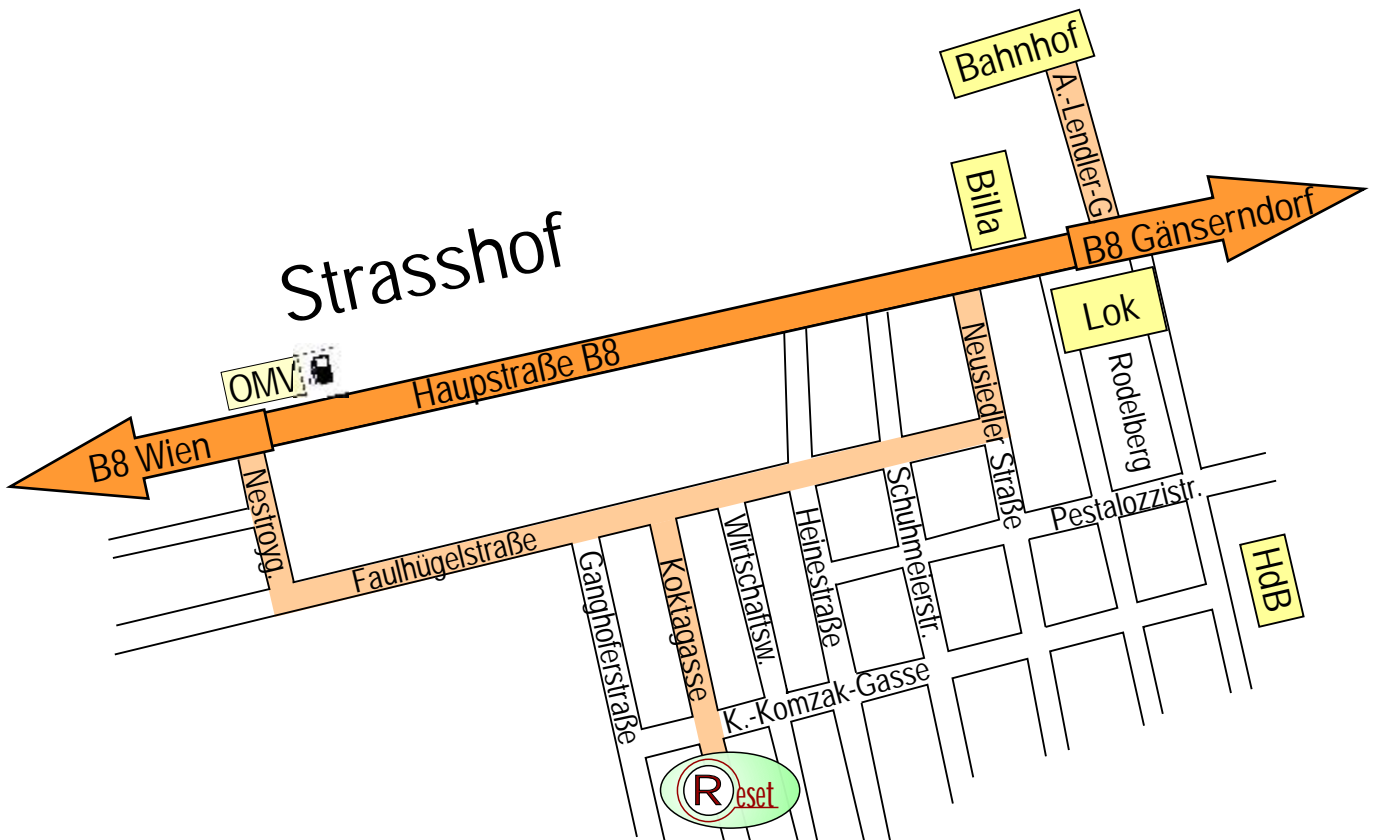 Bahnhof
A.-Lendler-G
Billa
B8 Gänserndorf
Strasshof
Lok
OMV
Haupstraße B8
Neusiedler Straße
Rodelberg
B8 Wien
Nestroyg.
Schuhmeierstr.
Pestalozzistr.
Faulhügelstraße
Heinestraße
Wirtschaftsw.
HdB
Ganghoferstraße
Koktagasse
K.-Komzak-Gasse
Reset